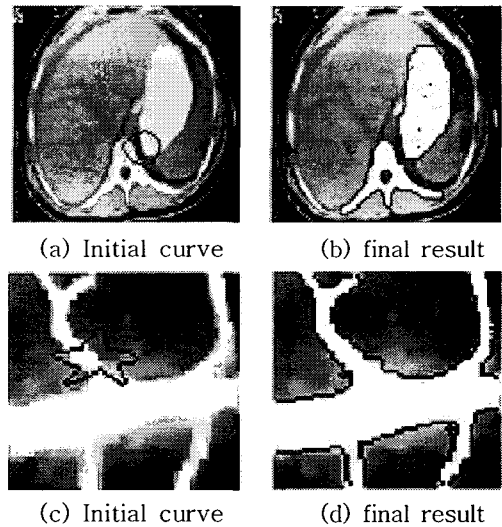 (a) Initial curve
(b) final result
(c) Initial curve
(d) final result